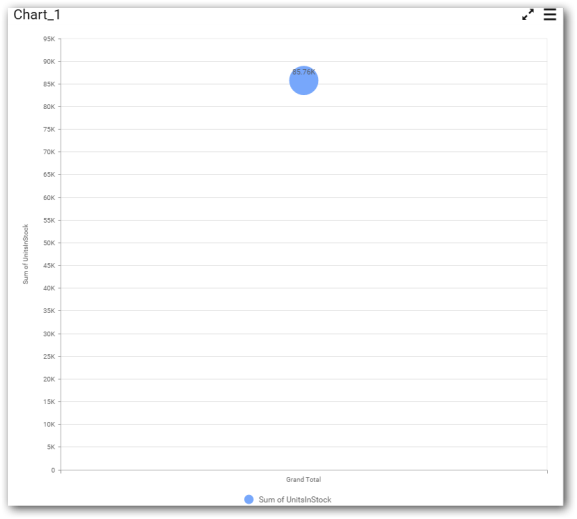 Chart_1
95K
90K
85.76K
85K
80K
75K
70K
65K
60K
55K
50K
45K
40K
35K
30K
25K
20K
15K
10K
5K
0
Sum of UnitsInStock
Grand Total
Sum of UnitsInStock